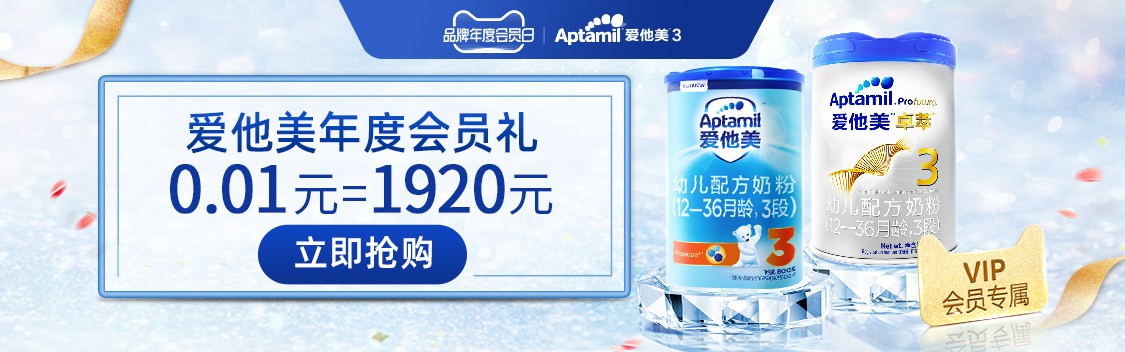 品牌年度会员日 | Aptamil 爱他美 3
爱他美年度会员礼
0.01元=1920元
立即抢购
Aptamil
爱他美
幼儿配方奶粉
(12—36月龄,3段)
3
Aptamil Profutura
爱他美 卓萃
3
幼儿配方奶粉
(12—36月龄,3段)
VIP
会员专属